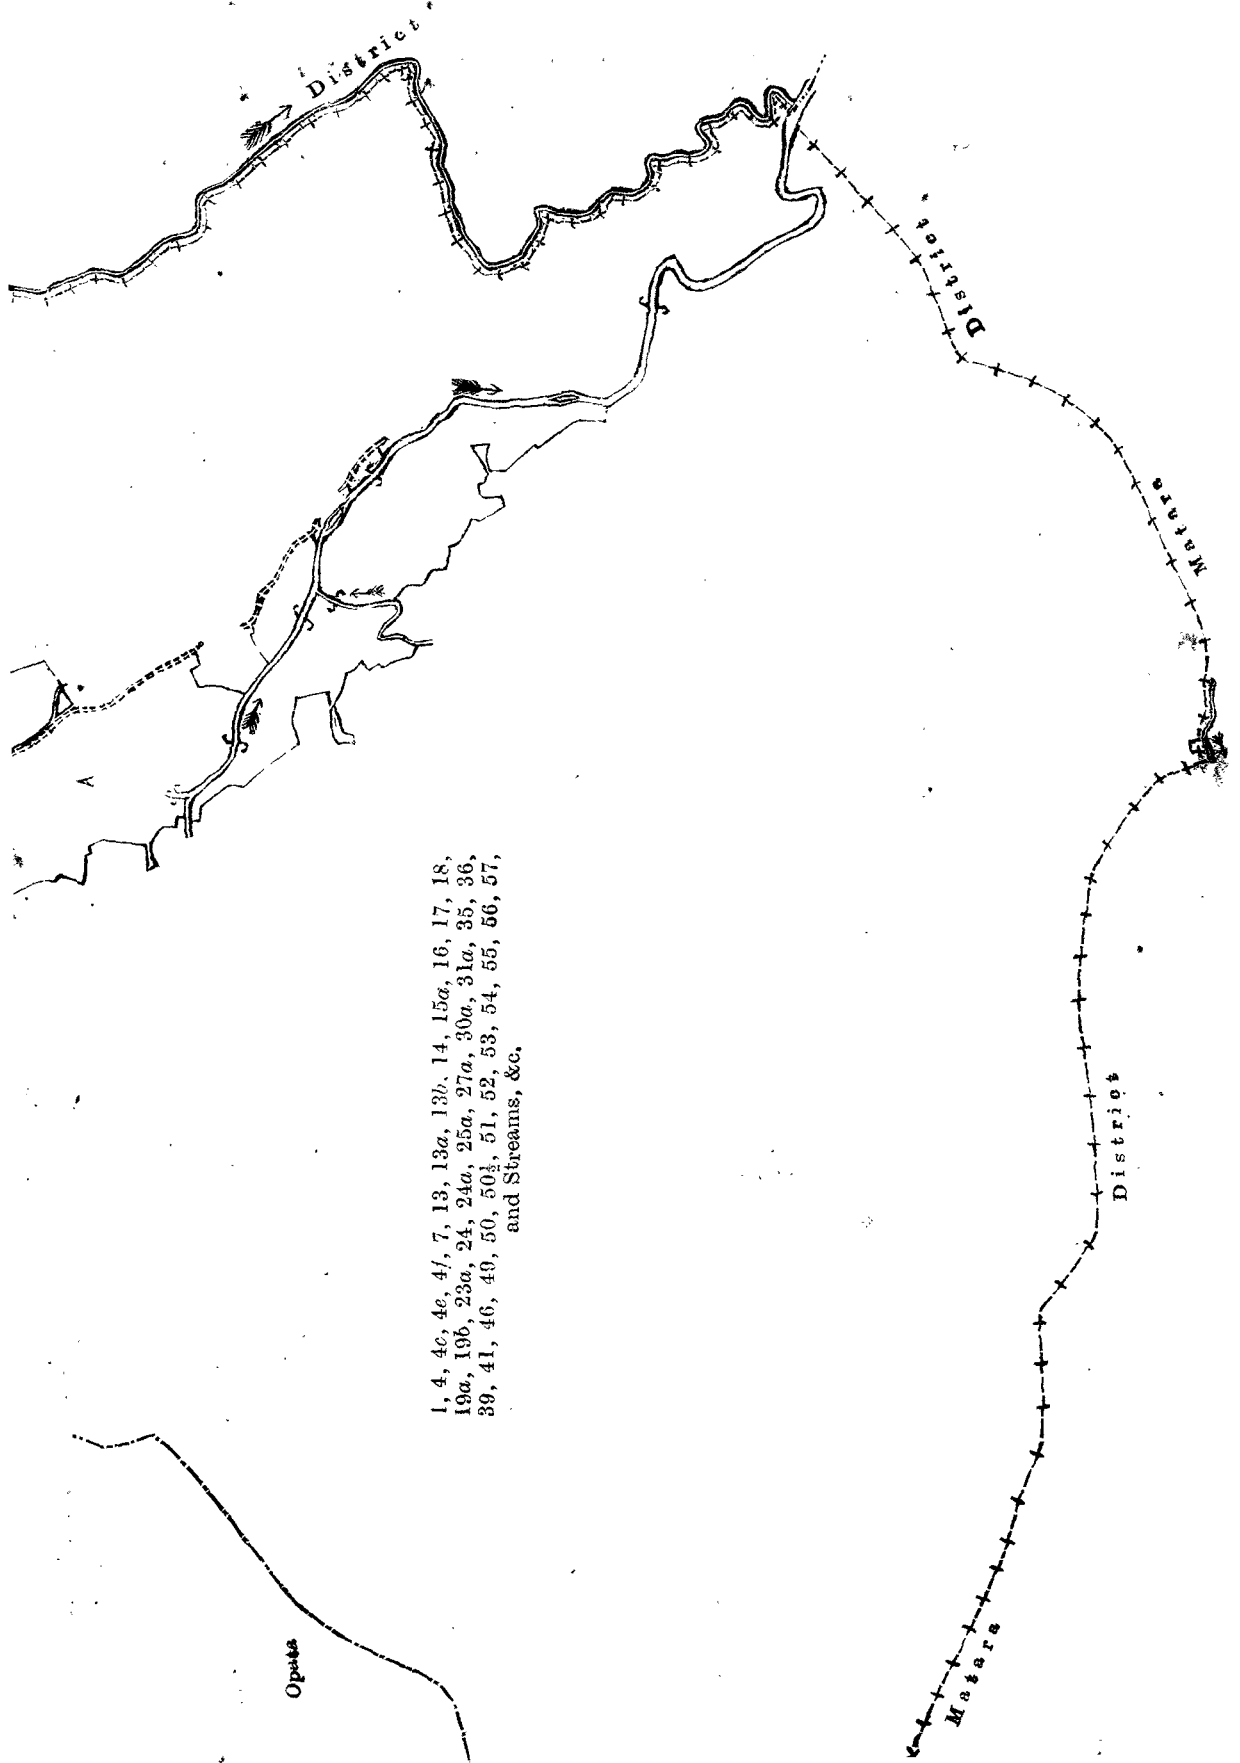 District
District
Matara
A
1, 4, 4c, 4e, 4f, 7, 13, 13a, 13b, 14, 15a, 16, 17, 18,
19a, 19b, 23a, 24, 24a, 25a, 27a, 30a, 31a, 35, 36,
39, 41, 46, 49, 50, 50½, 51, 52, 53, 54, 55, 56, 57,
and Streams, &c.
District
Matara
Opata